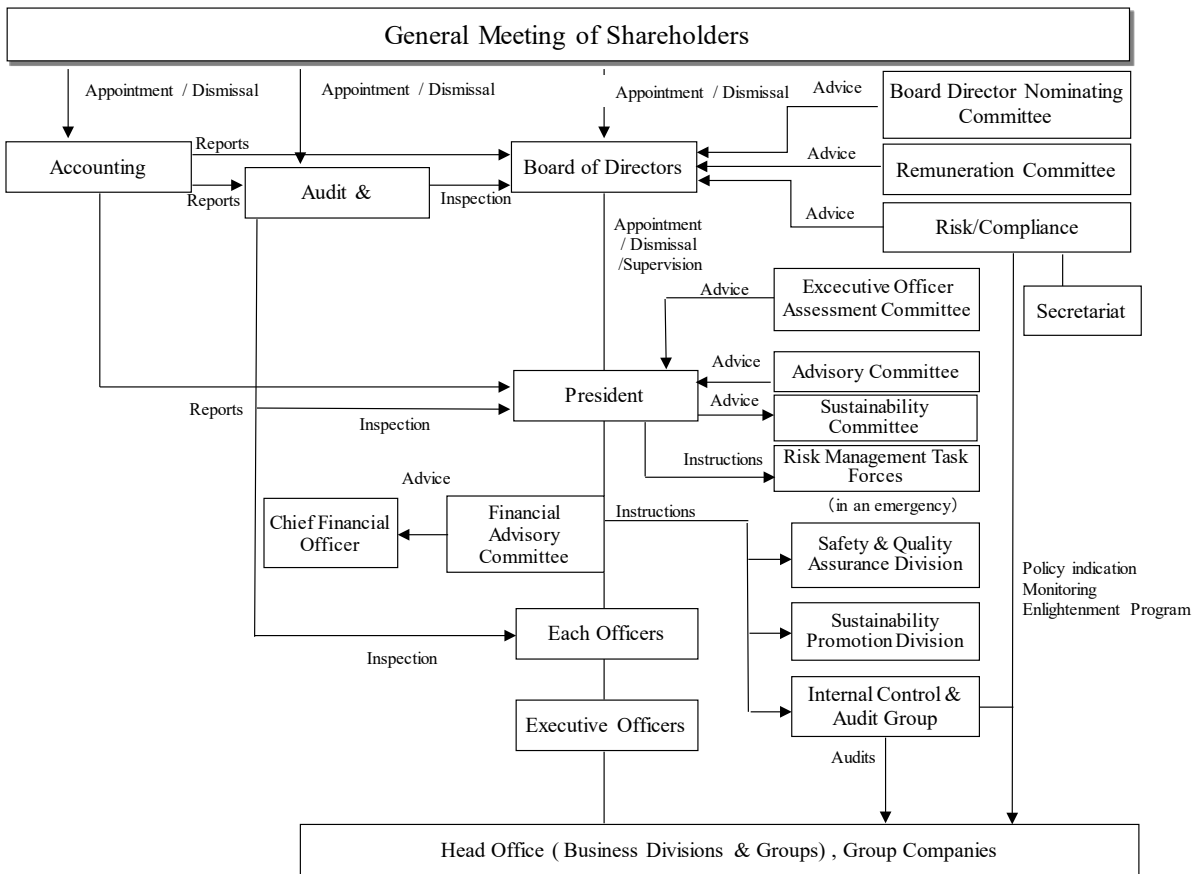 General Meeting of Shareholders
Appointment / Dismissal
Appointment / Dismissal
Appointment / Dismissal
Advice
Board Director Nominating
Committee
Reports
Accounting
Board of Directors
Advice
Remuneration Committee
Reports
Audit &
Inspection
Advice
Risk/Compliance
Appointment
/ Dismissal
/Supervision
Advice
Excecutive Officer
Assessment Committee
Secretariat
Advice
Advisory Committee
President
Advice
Sustainability
Committee
Reports
Inspection
Instructions
Risk Management Task
Forces
（in an emergency）
Advice
Chief Financial
Officer
Financial
Advisory
Committee
Instructions
Safety & Quality
Assurance Division
Policy indication
Monitoring
Enlightenment Program
Each Officers
Sustainability
Promotion Division
Inspection
Executive Officers
Internal Control &
Audit Group
Audits
Head Office ( Business Divisions & Groups) , Group Companies